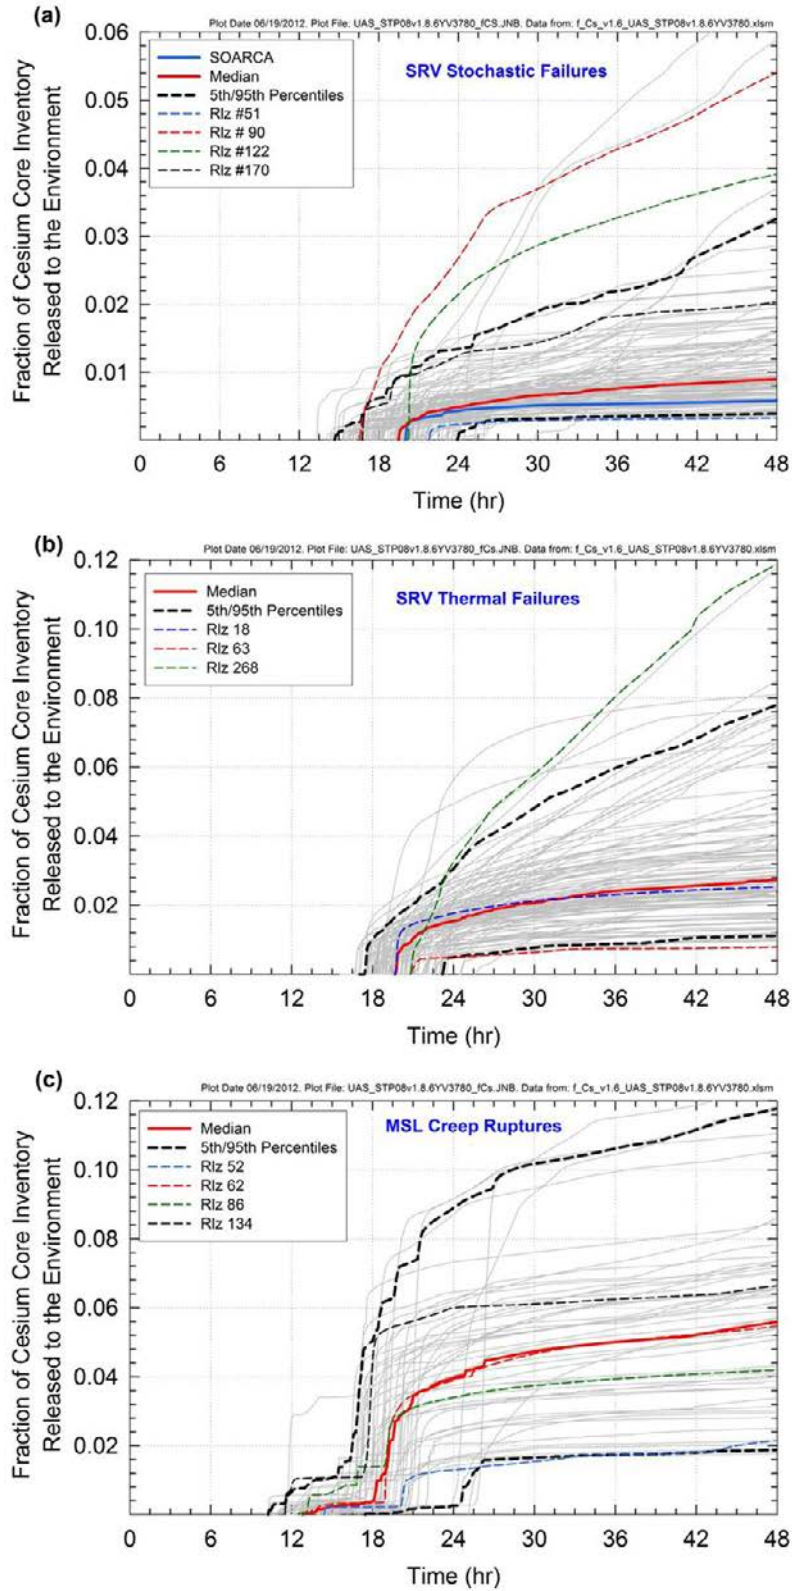 (a)
Plot Date 06/19/2012. Plot File: UAS_STP08v1.8.6YV3780_fCS.JNB. Data from: f_Cs_v1.6_UAS_STP08v1.8.6YV3780.xlsm
SRV Stochastic Failures
SOARCA
Median
5th/95th Percentiles
Rlz #51
Rlz # 90
Rlz #122
Rlz #170
Fraction of Cesium Core Inventory
Released to the Environment
0.06
0.05
0.04
0.03
0.02
0.01
0 6 12 18 24 30 36 42 48
Time (hr)
(b)
Plot Date 06/19/2012. Plot File: UAS_STP08v1.8.6YV3780_fCs.JNB. Data from: f_Cs_v1.6_UAS_STP08v1.8.6YV3780.xlsm
SRV Thermal Failures
Median
5th/95th Percentiles
Rlz 18
Rlz 63
Rlz 268
Fraction of Cesium Core Inventory
Released to the Environment
0.12
0.10
0.08
0.06
0.04
0.02
0 6 12 18 24 30 36 42 48
Time (hr)
(c)
Plot Date 06/19/2012. Plot File: UAS_STP08v1.8.6YV3780_fCs.JNB. Data from: f_Cs_v1.6_UAS_STP08v1.8.6YV3780.xlsm
MSL Creep Ruptures
Median
5th/95th Percentiles
Rlz 52
Rlz 62
Rlz 86
Rlz 134
Fraction of Cesium Core Inventory
Released to the Environment
0.12
0.10
0.08
0.06
0.04
0.02
0 6 12 18 24 30 36 42 48
Time (hr)